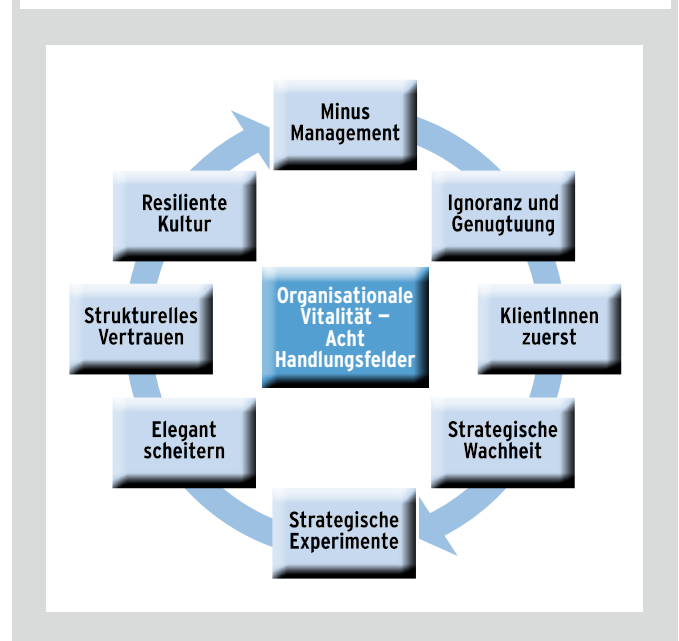 Minus
Management
Ignoranz und
Genugtuung
KlientInnen
zuerst
Strategische
Wachheit
Strategische
Experimente
Elegant
scheitern
Strukturelles
Vertrauen
Resiliente
Kultur
Organisationale
Vitalität –
Acht
Handlungsfelder